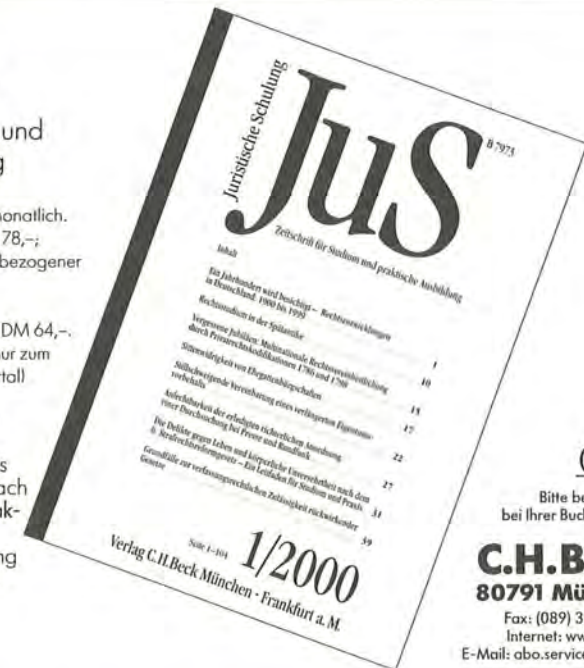 und
g
monatlich.
78,–;
bezogener
DM 64,–.
nur zum
tall)
s
ach
ak-
ng
Juristische Schulung
JuS
B 7973
Zeitschrift für Studium und praktische Ausbildung
Inhalt
Ein Jahrhundert wird besichtigt – Rechtsentwicklungen
in Deutschland: 1900 bis 1999
1
Rechtsstudium in der Spätantike
10
Vergessene Jubiläen: Multinationale Rechtsvereinheitlichung
durch Privatrechtskodifikationen 1786 und 1798
15
Sittenwidrigkeit von Ehegattenbürgschaften
17
Stillschweigende Vereinbarung eines verlängerten Eigentums-
vorbehalts
22
Anfechtbarkeit der erledigten richterlichen Anordnung
einer Durchsuchung bei Presse und Rundfunk
27
Die Delikte gegen Leben und körperliche Unversehrtheit nach dem
6. Strafrechtsreformgesetz – Ein Leitfaden für Studium und Praxis
31
Grundfälle zur verfassungsrechtlichen Zulässigkeit rückwirkender
Gesetze
39
Seite 1–104
1/2000
Verlag C.H.Beck München · Frankfurt a. M.
Bitte be
bei Ihrer Buc
C.H.B
80791 Mü
Fax: (089) 3
Internet: ww
E-Mail: abo.service